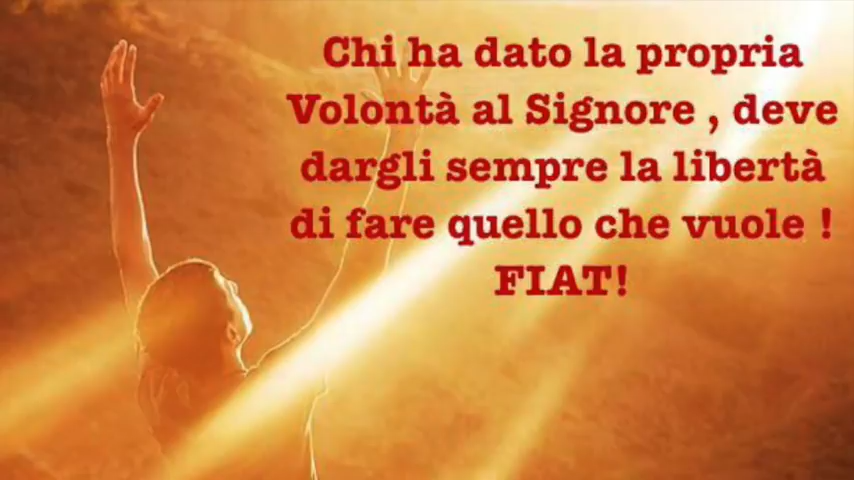 Chi ha dato la propria
Volontà al Signore , deve
dargli sempre la libertà
di fare quello che vuole !
FIAT!